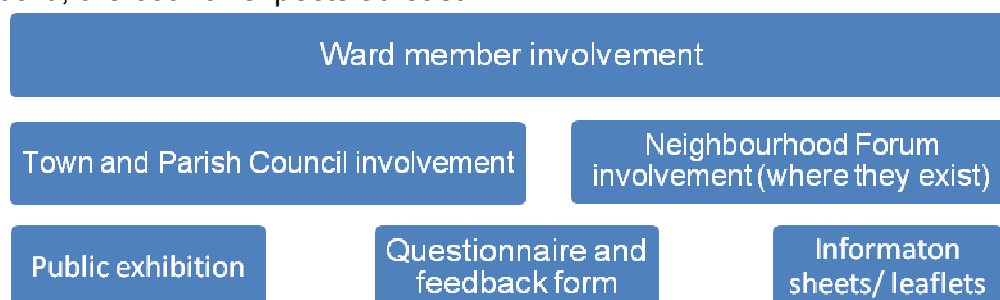 Ward member involvement
Town and Parish Council involvement
Neighbourhood Forum
involvement (where they exist)
Public exhibition
Questionnaire and
feedback form
Informaton
sheets/ leaflets